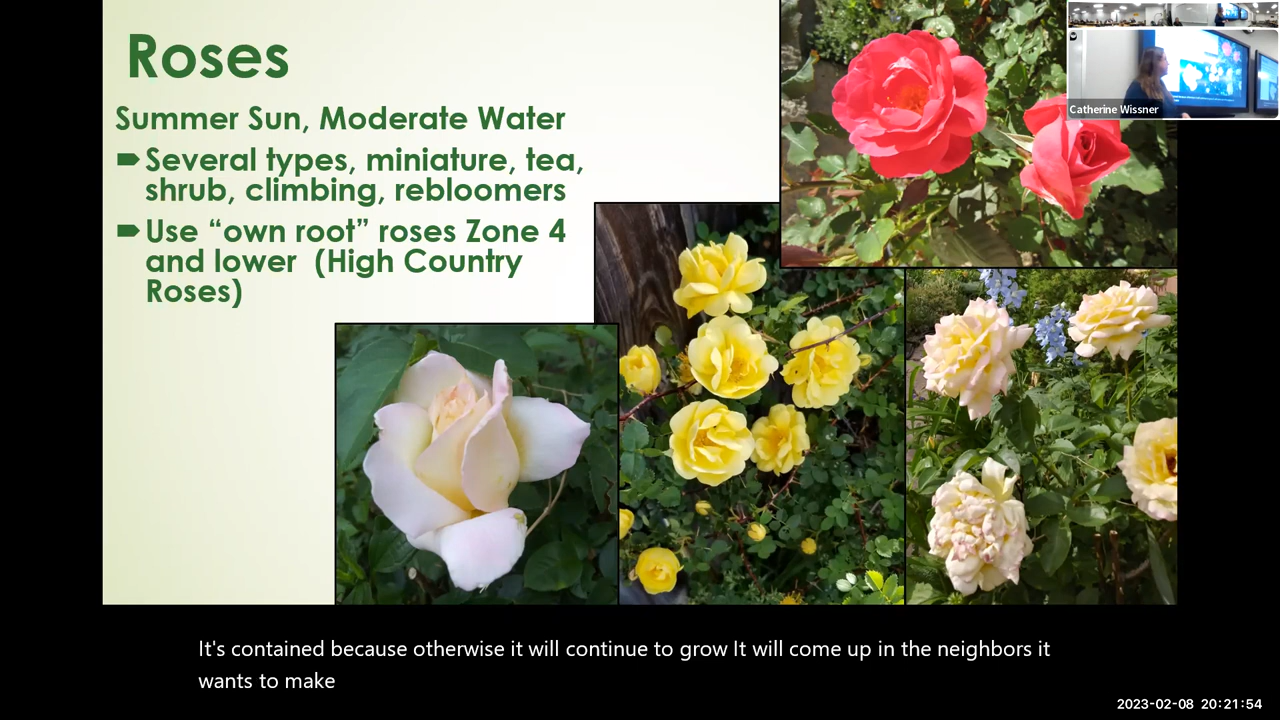 Roses
Summer Sun, Moderate Water
Several types, miniature, tea,
shrub, climbing, rebloomers
Use “own root” roses Zone 4
and lower (High Country
Roses)
Catherine Wissner
It's contained because otherwise it will continue to grow It will come up in the neighbors it
wants to make
2023-02-08 20:21:54